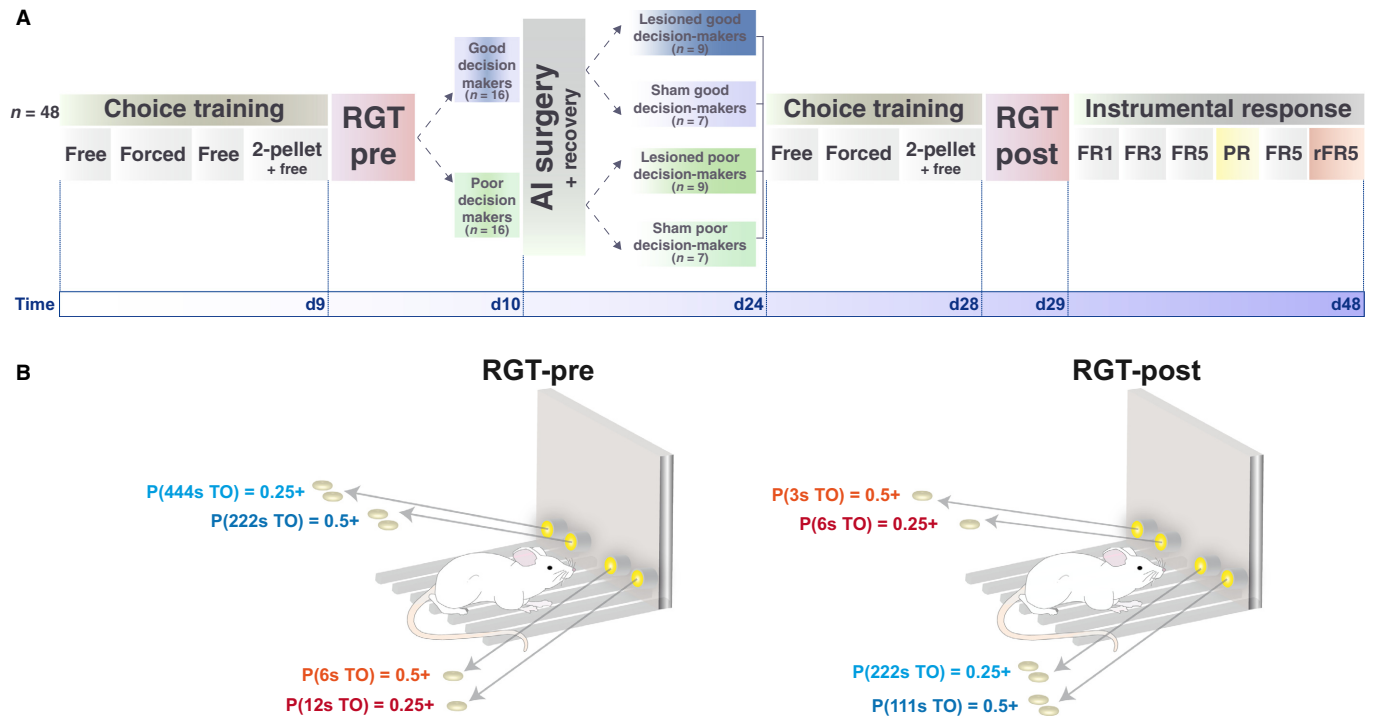 A
n = 48
Choice training
Free
Forced
Free
2-pellet
+ free
RGT
pre
Good
decision
makers
(n = 16)
Poor
decision
makers
(n = 16)
AI surgery
+ recovery
Lesioned good
decision-makers
(n = 9)
Sham good
decision-makers
(n = 7)
Lesioned poor
decision-makers
(n = 9)
Sham poor
decision-makers
(n = 7)
Choice training
Free
Forced
2-pellet
+ free
RGT
post
Instrumental response
FR1
FR3
FR5
PR
FR5
rFR5
Time
d9
d10
d24
d28
d29
d48
B
RGT-pre
P(444s TO) = 0.25+
P(222s TO) = 0.5+
P(6s TO) = 0.5+
P(12s TO) = 0.25+
RGT-post
P(3s TO) = 0.5+
P(6s TO) = 0.25+
P(222s TO) = 0.25+
P(111s TO) = 0.5+